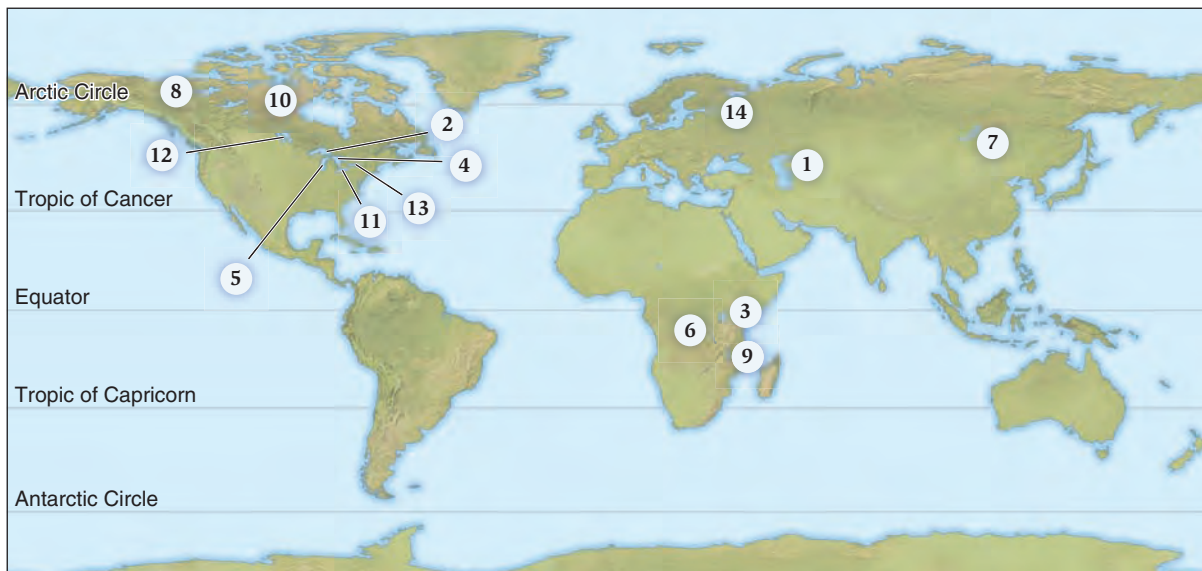 Arctic Circle
8
10
2
14
12
4
7
1
Tropic of Cancer
11
13
5
Equator
3
6
9
Tropic of Capricorn
Antarctic Circle